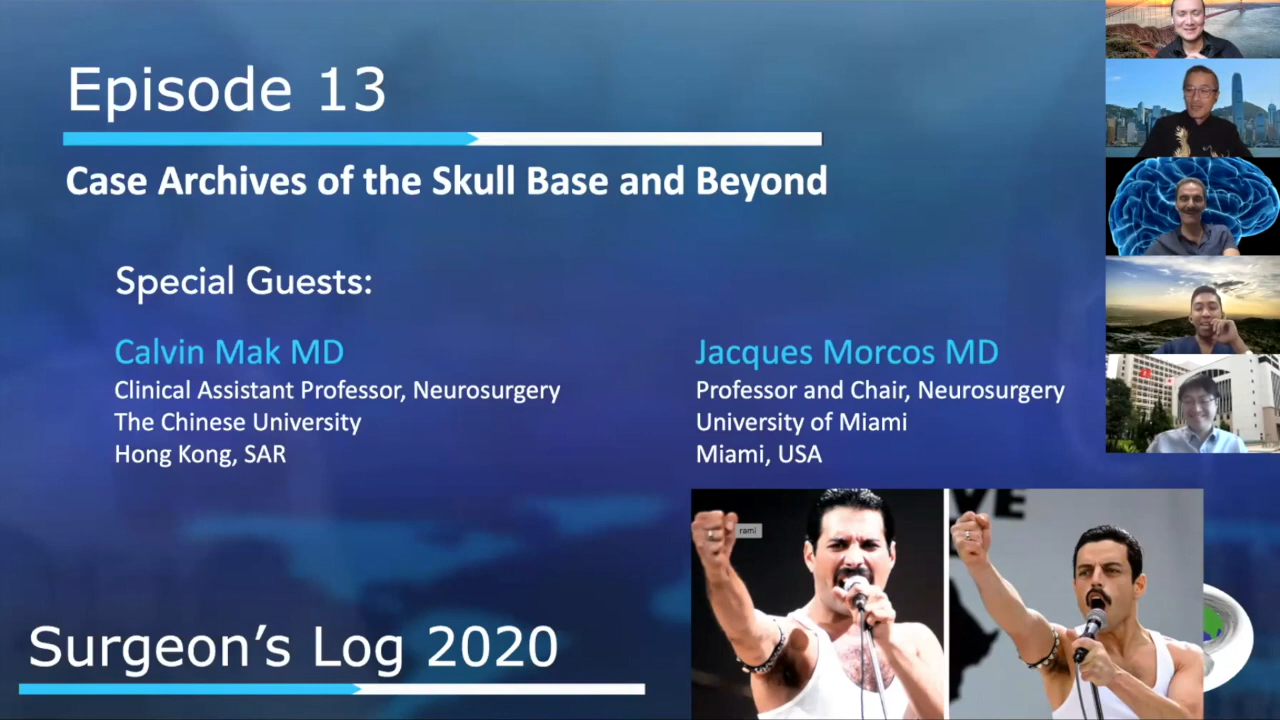 Episode 13
Case Archives of the Skull Base and Beyond
Special Guests:
Calvin Mak MD
Clinical Assistant Professor, Neurosurgery
The Chinese University
Hong Kong, SAR
Jacques Morcos MD
Professor and Chair, Neurosurgery
University of Miami
Miami, USA
rami
VE
Surgeon’s Log 2020